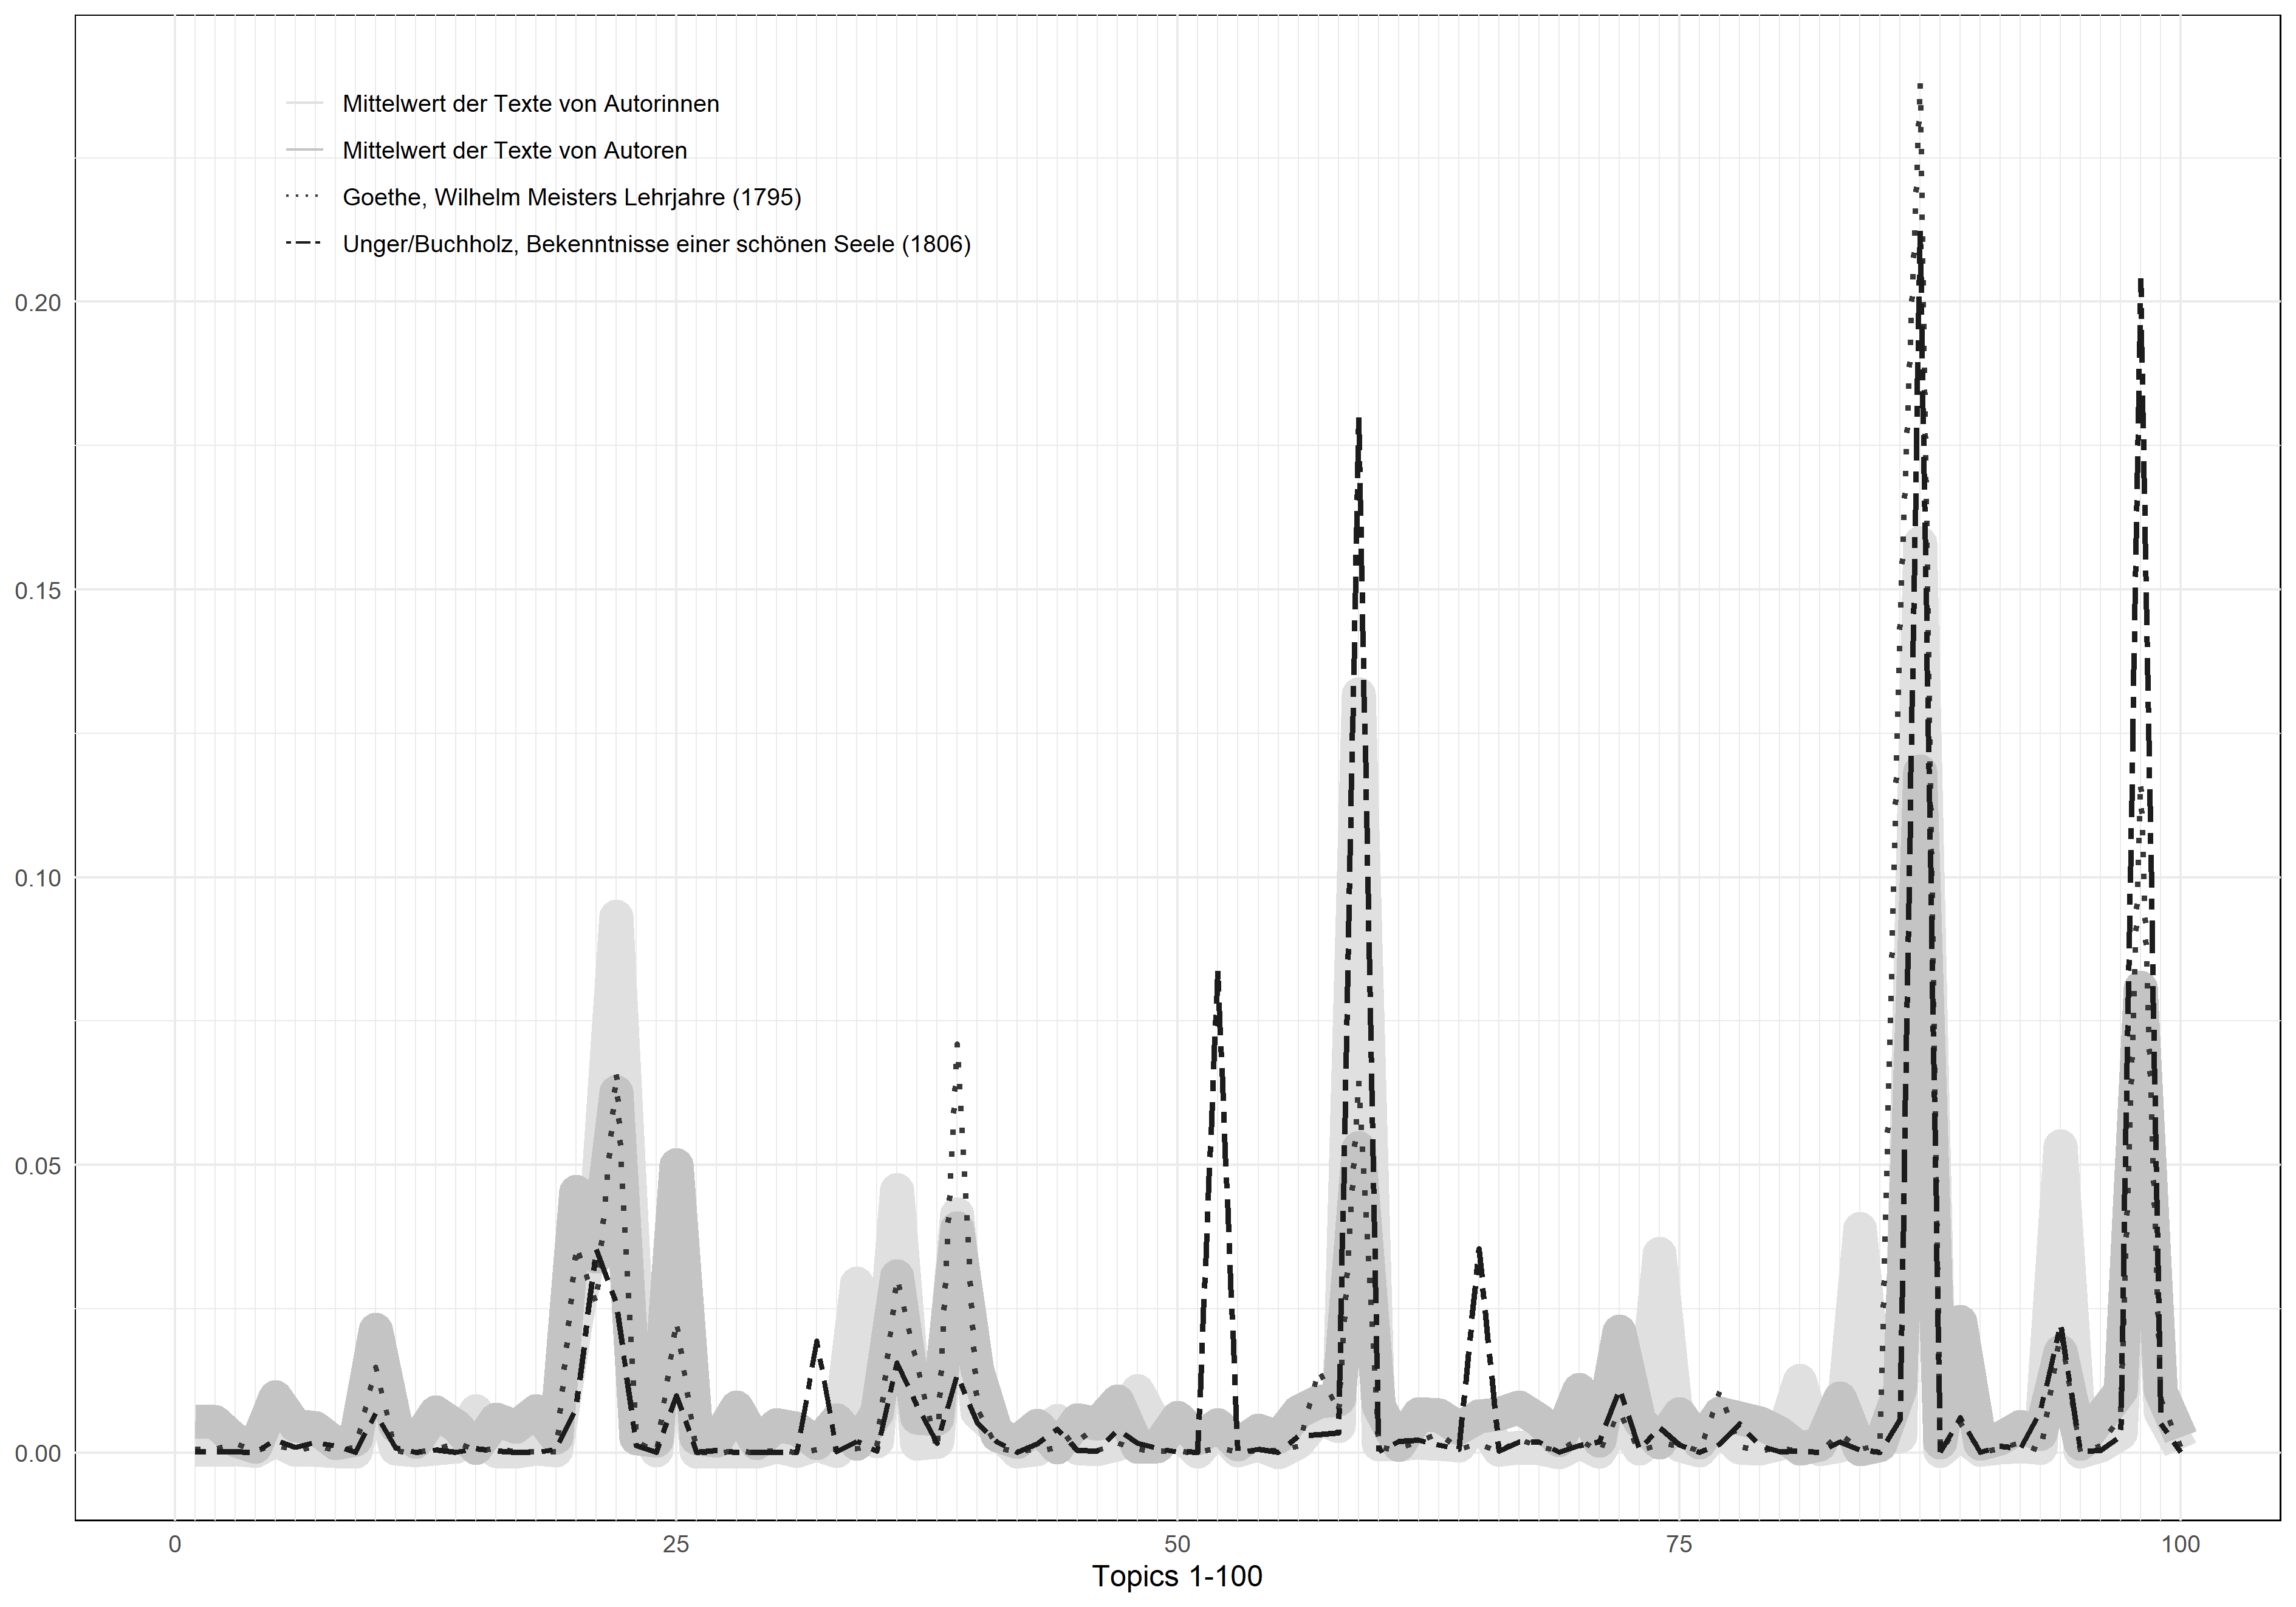 Mittelwert der Texte von Autorinnen
Mittelwert der Texte von Autoren
Goethe, Wilhelm Meisters Lehrjahre (1795)
Unger/Buchholz, Bekenntnisse einer schönen Seele (1806)
0.20
0.15
0.10
0.05
0.00
0 25 50 75 100
Topics 1-100